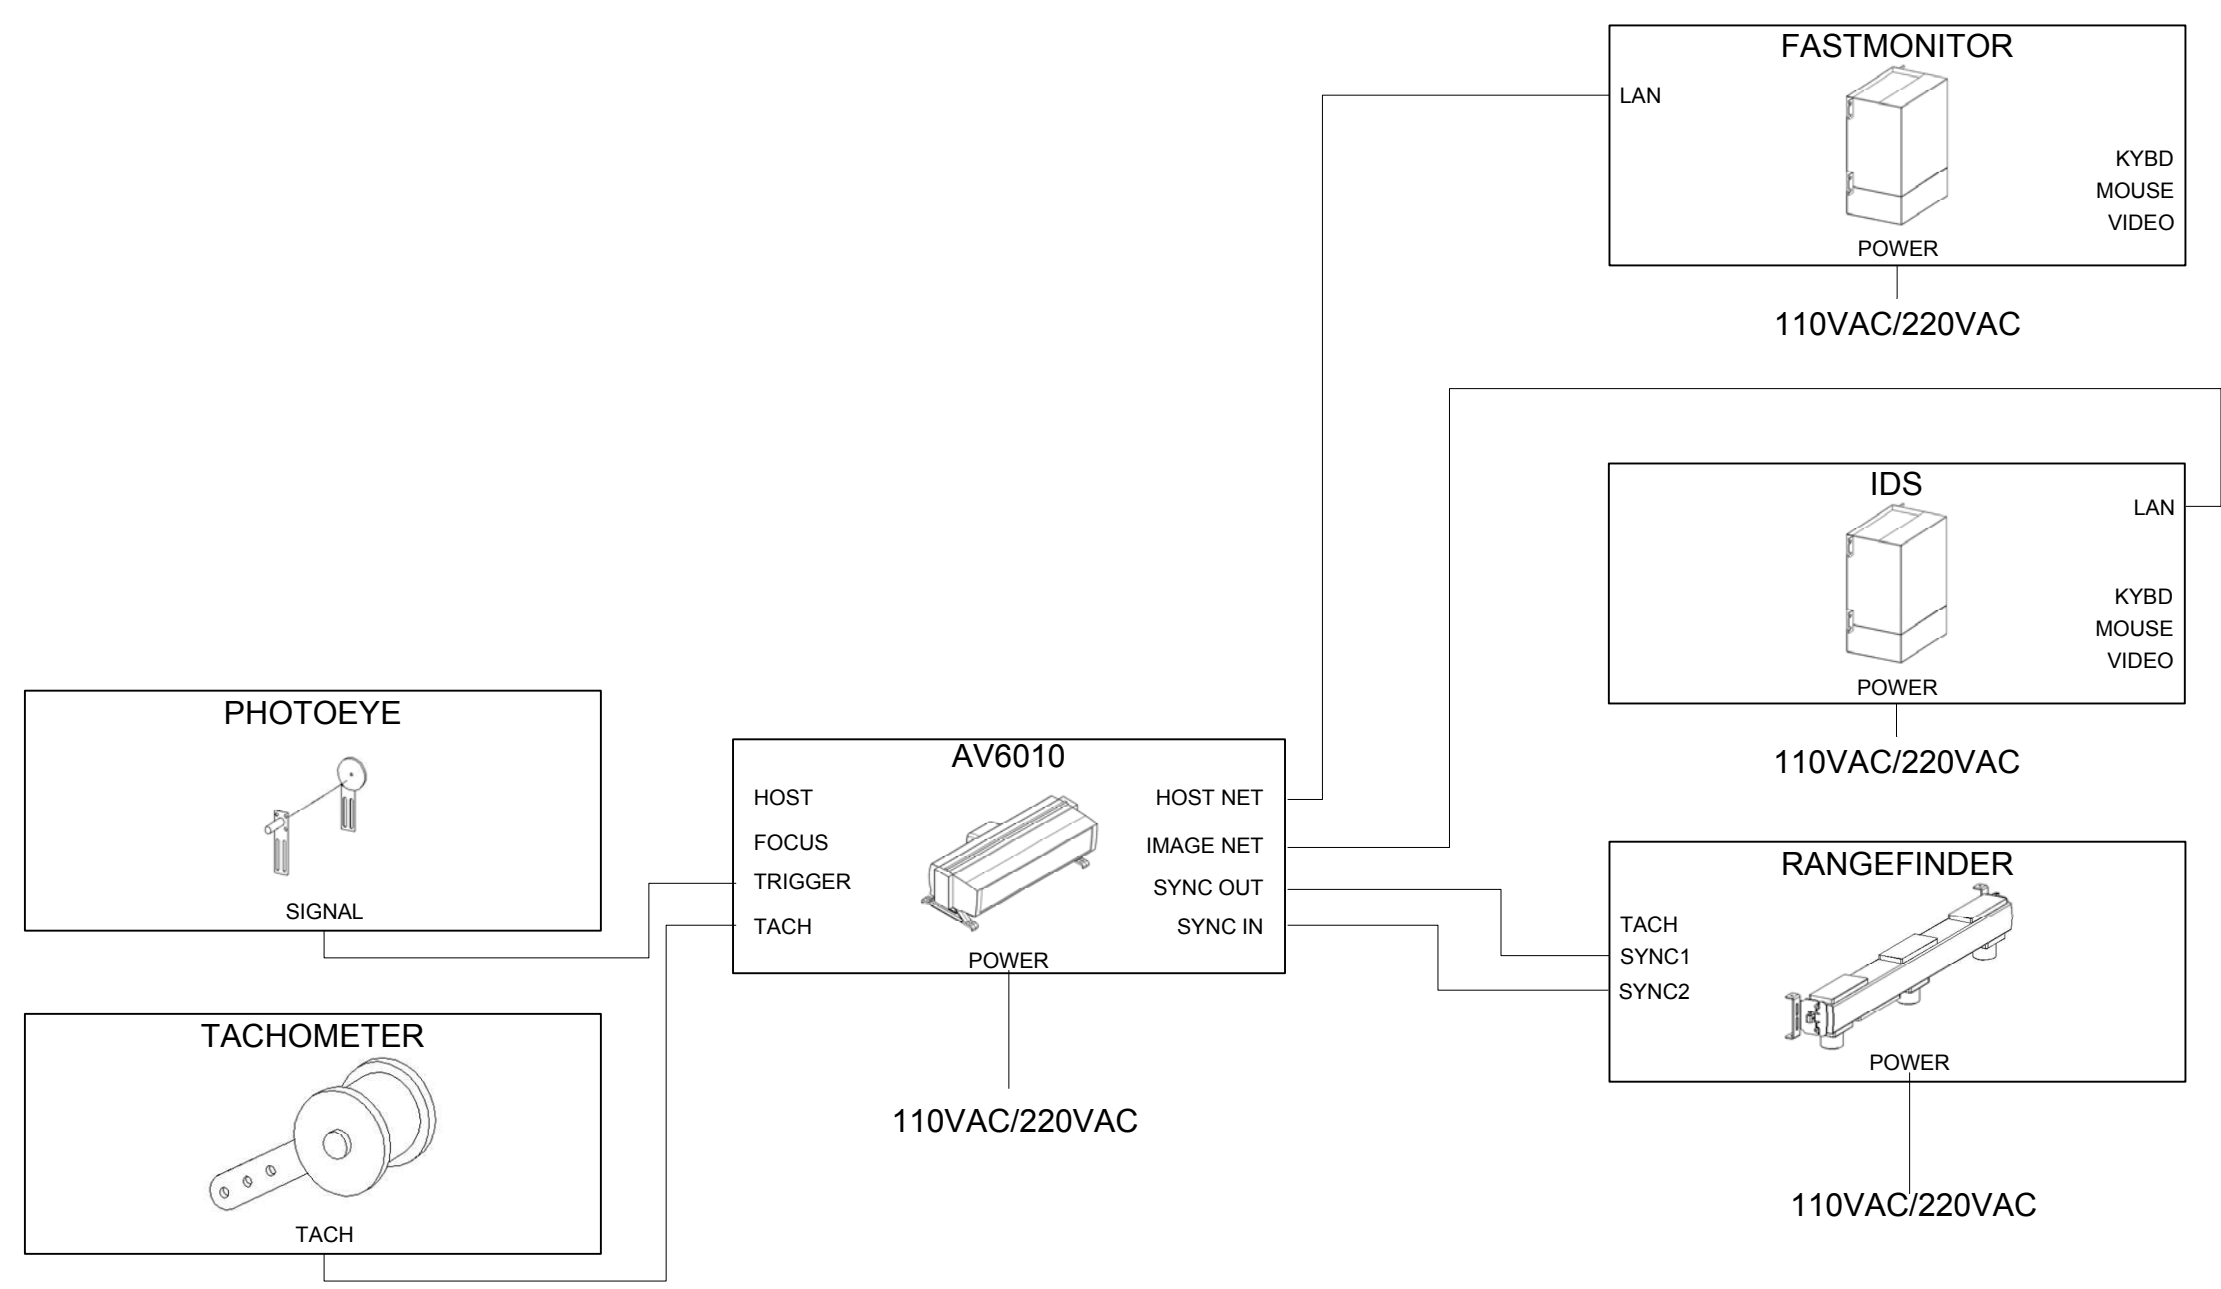 FASTMONITOR
LAN
KYBD
MOUSE
VIDEO
POWER
110VAC/220VAC
IDS
LAN
KYBD
MOUSE
VIDEO
POWER
110VAC/220VAC
PHOTOEYE
SIGNAL
TACHOMETER
TACH
AV6010
HOST
FOCUS
TRIGGER
TACH
HOST NET
IMAGE NET
SYNC OUT
SYNC IN
POWER
110VAC/220VAC
RANGEFINDER
TACH
SYNC1
SYNC2
POWER
110VAC/220VAC